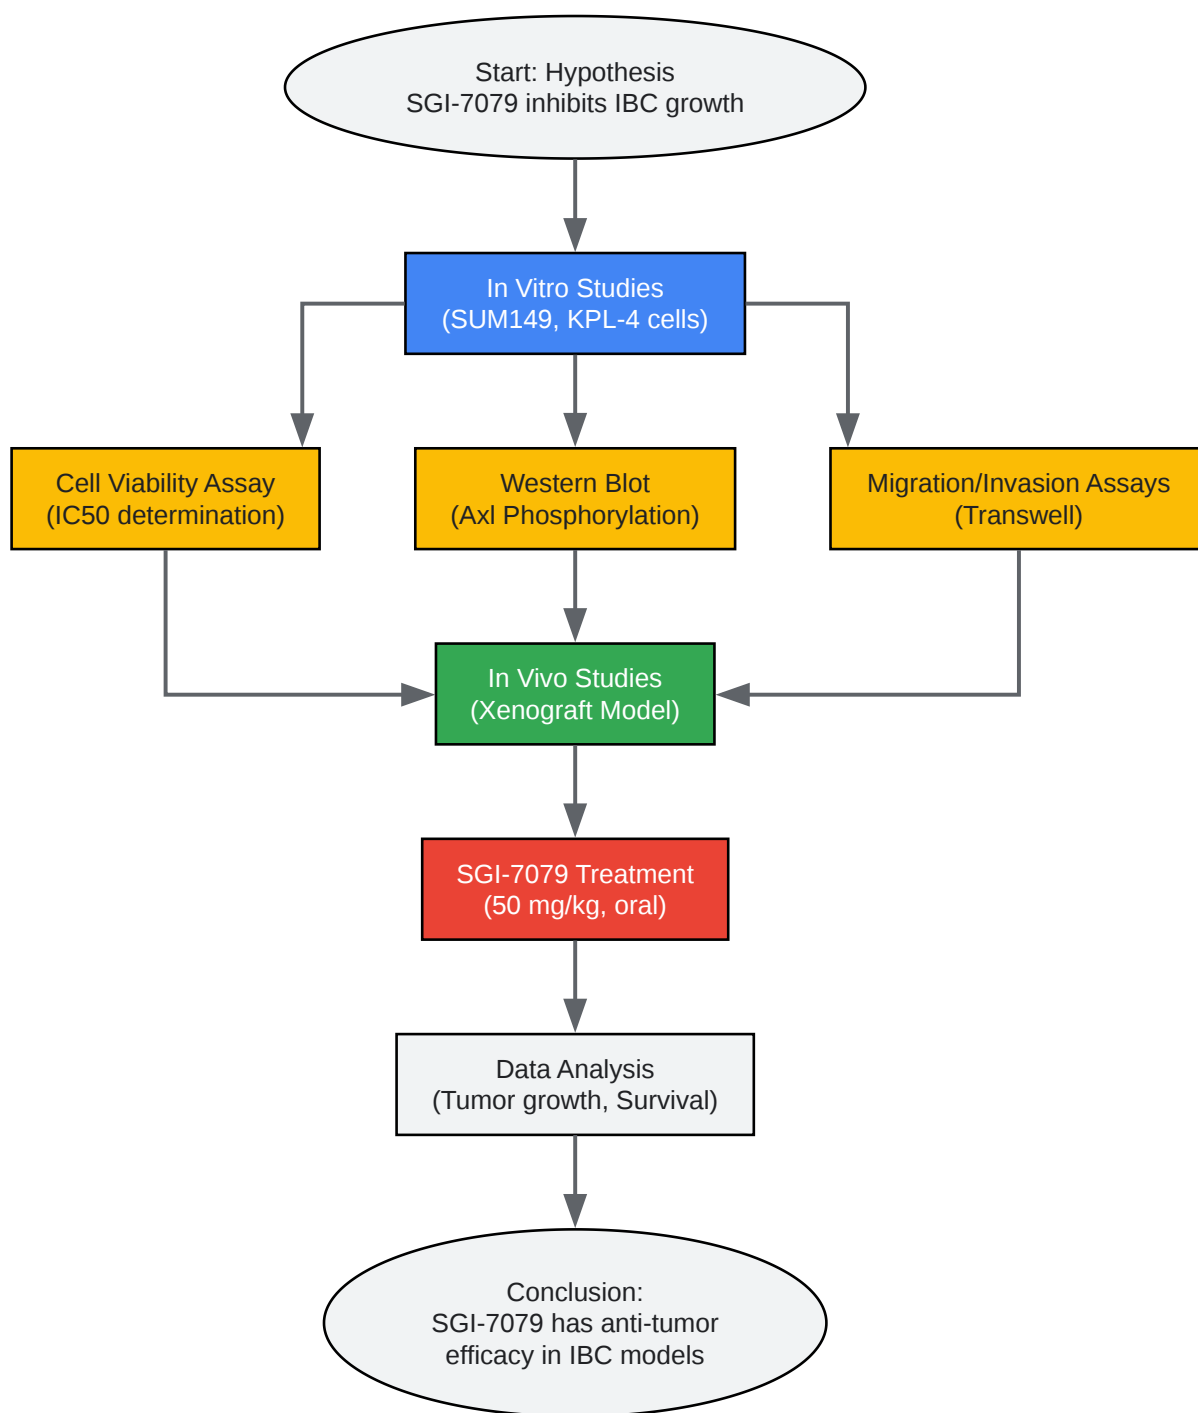 Start: Hypothesis
SGI-7079 inhibits IBC growth
In Vitro Studies
(SUM149, KPL-4 cells)
Cell Viability Assay
(IC50 determination)
Western Blot
(Axl Phosphorylation)
Migration/Invasion Assays
(Transwell)
In Vivo Studies
(Xenograft Model)
SGI-7079 Treatment
(50 mg/kg, oral)
Data Analysis
(Tumor growth, Survival)
Conclusion:
SGI-7079 has anti-tumor
efficacy in IBC models